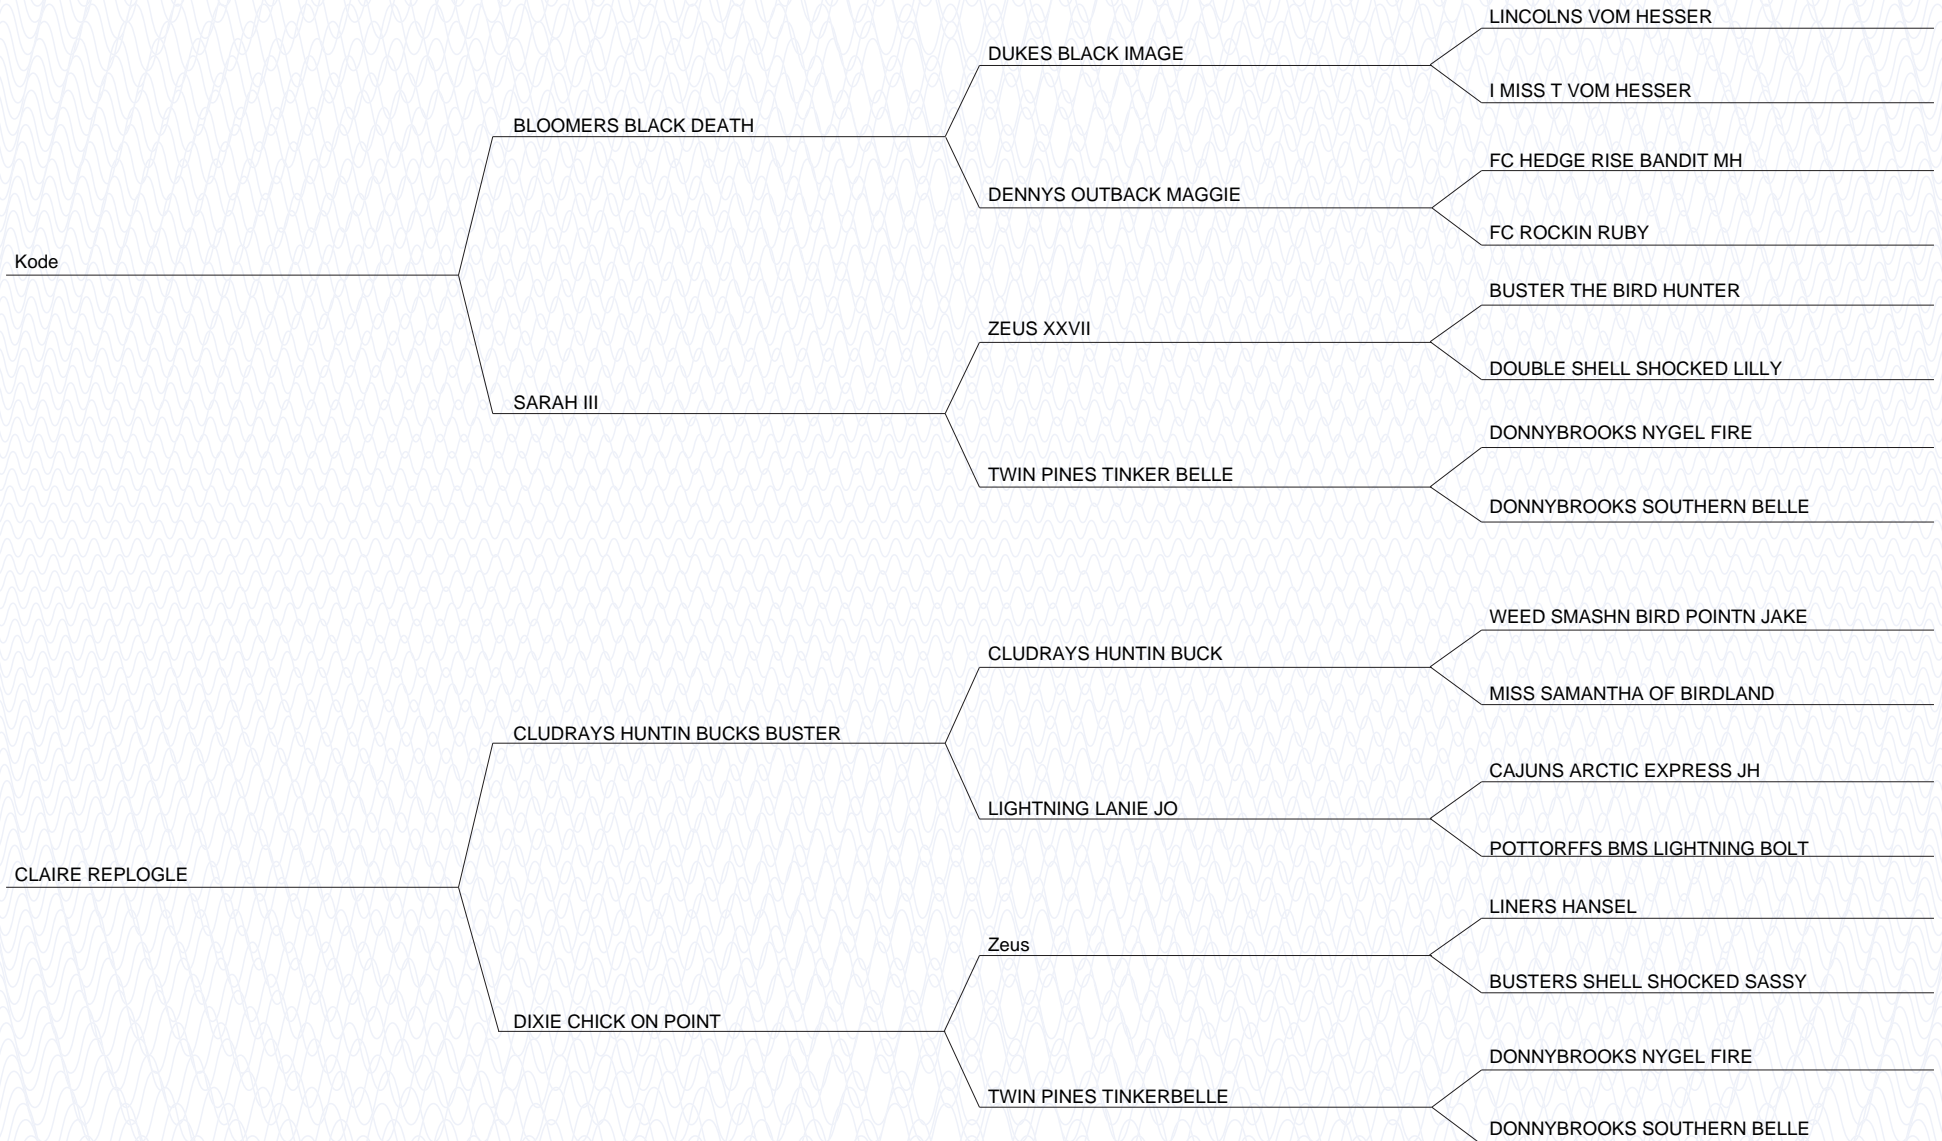 LINCOLNS VOM HESSER
DUKES BLACK IMAGE
I MISS T VOM HESSER
BLOOMERS BLACK DEATH
FC HEDGE RISE BANDIT MH
DENNYS OUTBACK MAGGIE
FC ROCKIN RUBY
Kode
BUSTER THE BIRD HUNTER
ZEUS XXVII
DOUBLE SHELL SHOCKED LILLY
SARAH III
DONNYBROOKS NYGEL FIRE
TWIN PINES TINKER BELLE
DONNYBROOKS SOUTHERN BELLE
WEED SMASHN BIRD POINTN JAKE
CLUDRAYS HUNTIN BUCK
MISS SAMANTHA OF BIRDLAND
CLUDRAYS HUNTIN BUCKS BUSTER
CAJUNS ARCTIC EXPRESS JH
LIGHTNING LANIE JO
POTTORFFS BMS LIGHTNING BOLT
CLAIRE REPLOGLE
LINERS HANSEL
Zeus
BUSTERS SHELL SHOCKED SASSY
DIXIE CHICK ON POINT
DONNYBROOKS NYGEL FIRE
TWIN PINES TINKERBELLE
DONNYBROOKS SOUTHERN BELLE